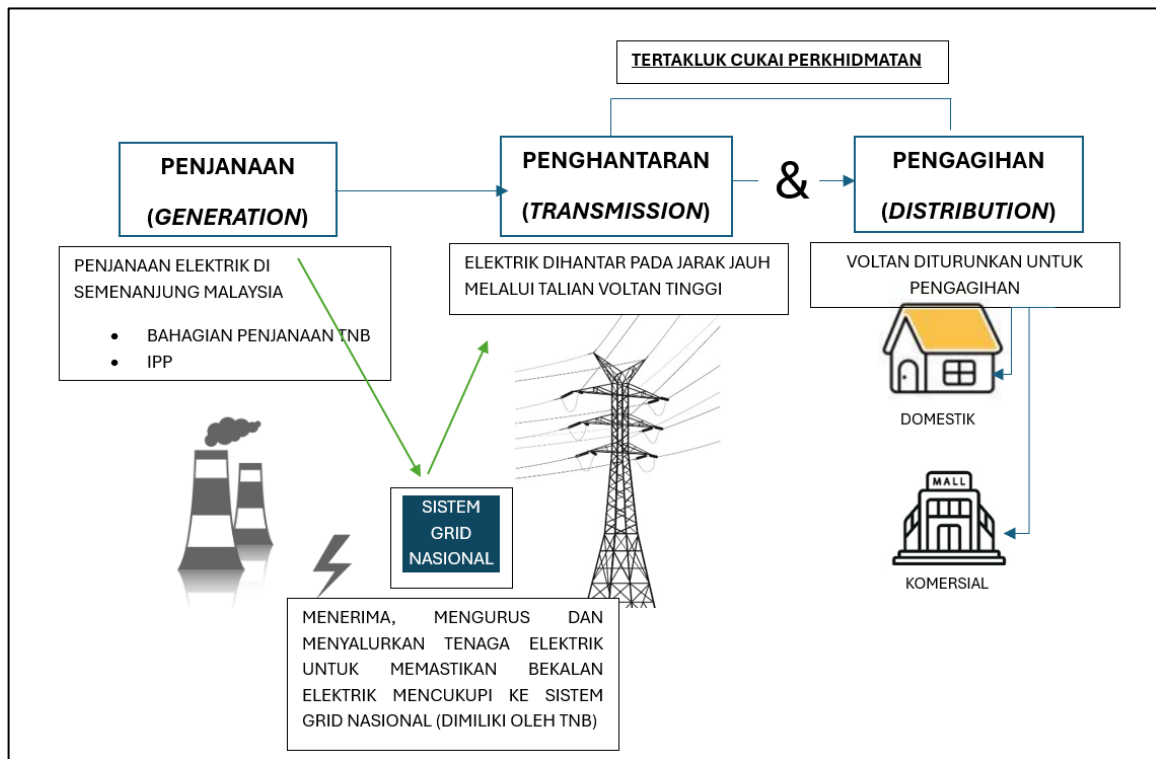 TERTAKLUK CUKAI PERKHIDMATAN
PENJANAAN
(GENERATION)
PENGHANTARAN
(TRANSMISSION)
&
PENGAGIHAN
(DISTRIBUTION)
PENJANAAN ELEKTRIK DI
SEMENANJUNG MALAYSIA
• BAHAGIAN PENJANAAN TNB
• IPP
ELEKTRIK DIHANTAR PADA JARAK JAUH
MELALUI TALIAN VOLTAN TINGGI
VOLTAN DITURUNKAN UNTUK
PENGAGIHAN
DOMESTIK
MALL
KOMERSIAL
SISTEM
GRID
NASIONAL
MENERIMA, MENGURUS DAN
MENYALURKAN TENAGA ELEKTRIK
UNTUK MEMASTIKAN BEKALAN
ELEKTRIK MENCUKUPI KE SISTEM
GRID NASIONAL (DIMILIKI OLEH TNB)